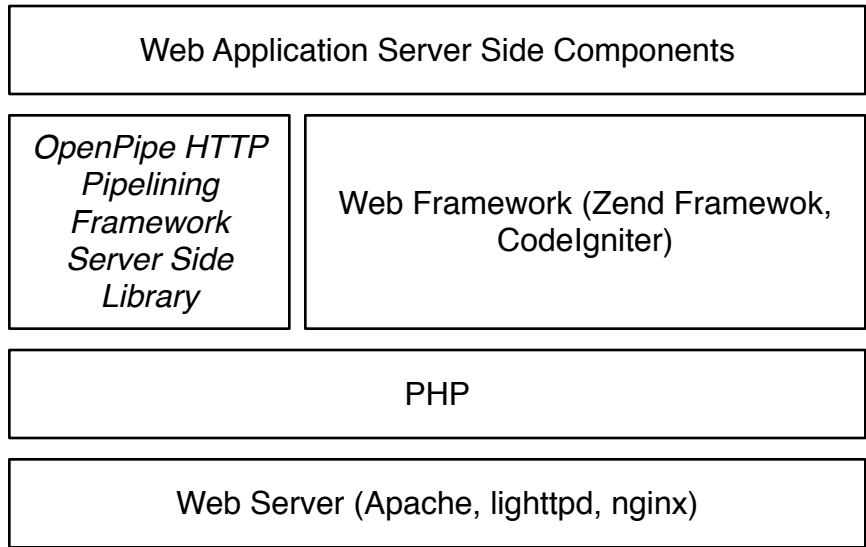 Web Application Server Side Components
OpenPipe HTTP
Pipelining
Framework
Server Side
Library
Web Framework (Zend Framewok,
CodeIgniter)
PHP
Web Server (Apache, lighttpd, nginx)